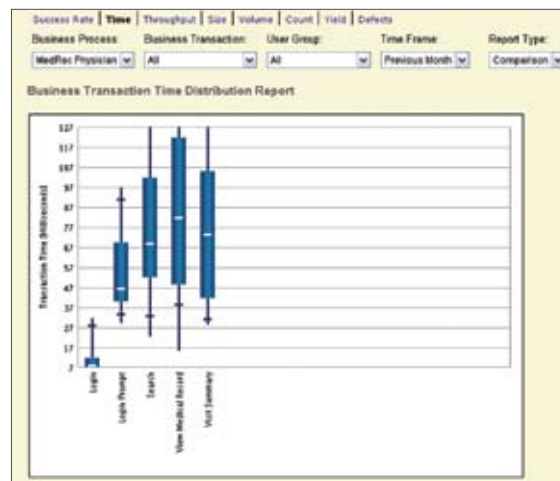 Success Rate | Time | Throughput | Size | Volume | Count | Yield | Defects
Business Process: Business Transaction: User Group: Time Frame: Report Type:
MedRec Physician All All Previous Month Comparison
Business Transaction Time Distribution Report
127
117
107
97
87
77
67
57
47
37
27
17
7
Transaction Time (Milliseconds)
Login
Login Prompt
Search
View Medical Record
Visit Summary